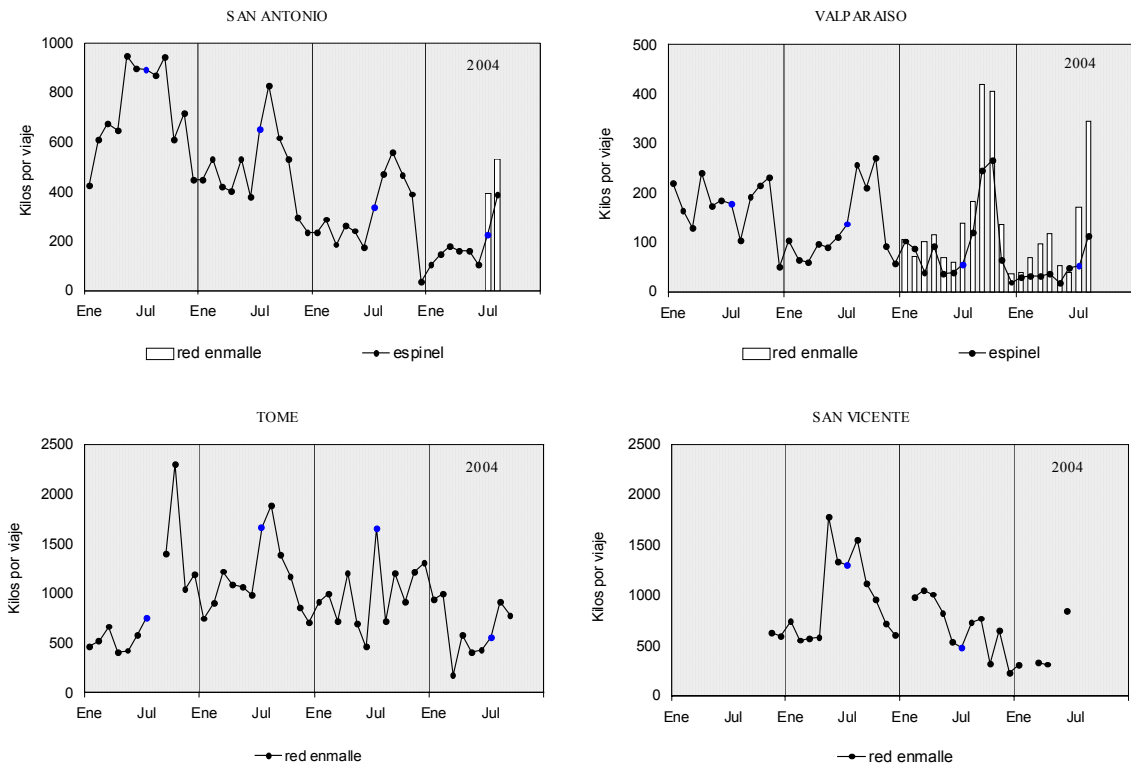 SAN ANTONIO
Kilos por viaje
1000
800
600
400
200
0
2004
Ene Jul Ene Jul Ene Jul Ene Jul
red enmalle espinel
VALPARAISO
Kilos por viaje
500
400
300
200
100
0
2004
Ene Jul Ene Jul Ene Jul Ene Jul
red enmalle espinel
TOME
Kilos por viaje
2500
2000
1500
1000
500
0
2004
Ene Jul Ene Jul Ene Jul Ene Jul
red enmalle
SAN VICENTE
Kilos por viaje
2500
2000
1500
1000
500
0
2004
Ene Jul Ene Jul Ene Jul Ene Jul
red enmalle